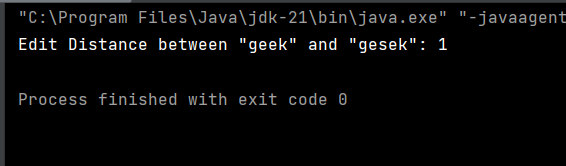 "C:\Program Files\Java\jdk-21\bin\java.exe" "-javaagent
Edit Distance between "geek" and "gesek": 1
Process finished with exit code 0